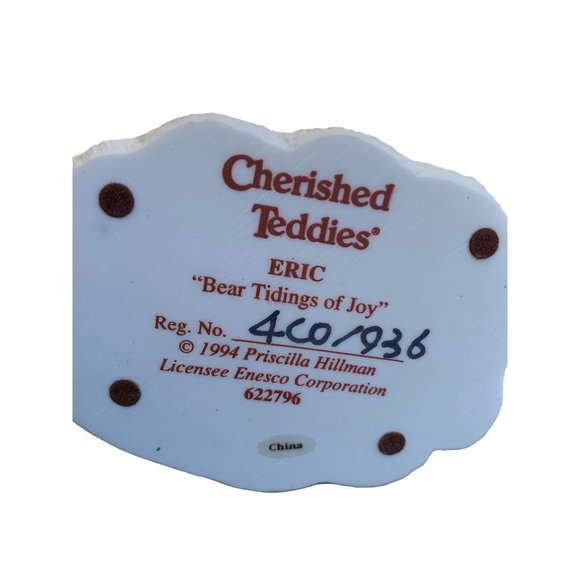 Cherished
Teddies®
ERIC
“Bear Tidings of Joy”
Reg. No. 4C0/936
© 1994 Priscilla Hillman
Licensee Enesco Corporation
622796
China